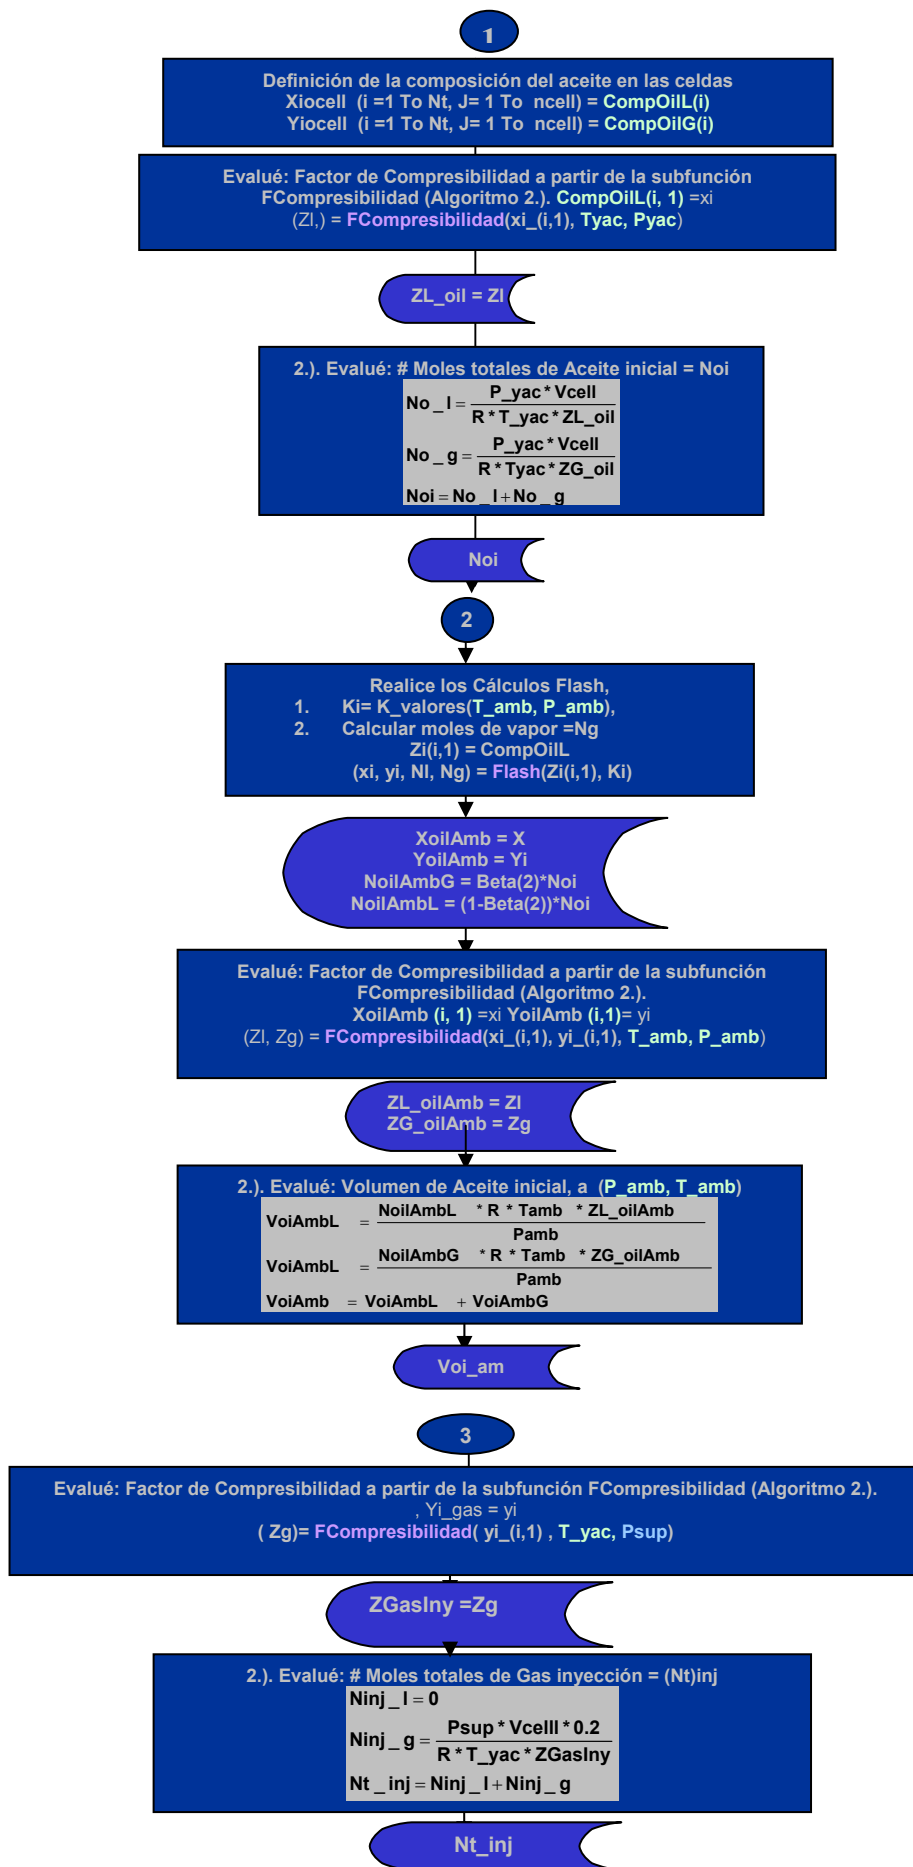 1
Definición de la composición del aceite en las celdas
Xiocell (i =1 To Nt, J= 1 To ncell) = CompOilL(i)
Yiocell (i =1 To Nt, J= 1 To ncell) = CompOilG(i)
Evalué: Factor de Compresibilidad a partir de la subfunción
FCompresibilidad (Algoritmo 2.). CompOilL(i, 1) =xi
(Zl,) = FCompresibilidad(xi_(i,1), Tyac, Pyac)
ZL_oil = Zl
2.). Evalué: # Moles totales de Aceite inicial = Noi
No _ l = P_yac * Vcell / R * T_yac * ZL_oil
No _ g = P_yac * Vcell / R * Tyac * ZG_oil
Noi = No _ l + No _ g
Noi
2
Realice los Cálculos Flash,
1. Ki= K_valores(T_amb, P_amb),
2. Calcular moles de vapor =Ng
Zi(i,1) = CompOilL
(xi, yi, Nl, Ng) = Flash(Zi(i,1), Ki)
XoilAmb = X
YoilAmb = Yi
NoilAmbG = Beta(2)*Noi
NoilAmbL = (1-Beta(2))*Noi
Evalué: Factor de Compresibilidad a partir de la subfunción
FCompresibilidad (Algoritmo 2.).
XoilAmb (i, 1) =xi YoilAmb (i,1)= yi
(Zl, Zg) = FCompresibilidad(xi_(i,1), yi_(i,1), T_amb, P_amb)
ZL_oilAmb = Zl
ZG_oilAmb = Zg
2.). Evalué: Volumen de Aceite inicial, a (P_amb, T_amb)
VoiAmbL = NoilAmbL * R * Tamb * ZL_oilAmb / Pamb
VoiAmbL = NoilAmbG * R * Tamb * ZG_oilAmb / Pamb
VoiAmb = VoiAmbL + VoiAmbG
Voi_am
3
Evalué: Factor de Compresibilidad a partir de la subfunción FCompresibilidad (Algoritmo 2.).
, Yi_gas = yi
( Zg)= FCompresibilidad( yi_(i,1) , T_yac, Psup)
ZGasIny =Zg
2.). Evalué: # Moles totales de Gas inyección = (Nt)inj
Ninj _ l = 0
Ninj _ g = Psup * Vcelll * 0.2 / R * T_yac * ZGasIny
Nt _ inj = Ninj _ l + Ninj _ g
Nt_inj